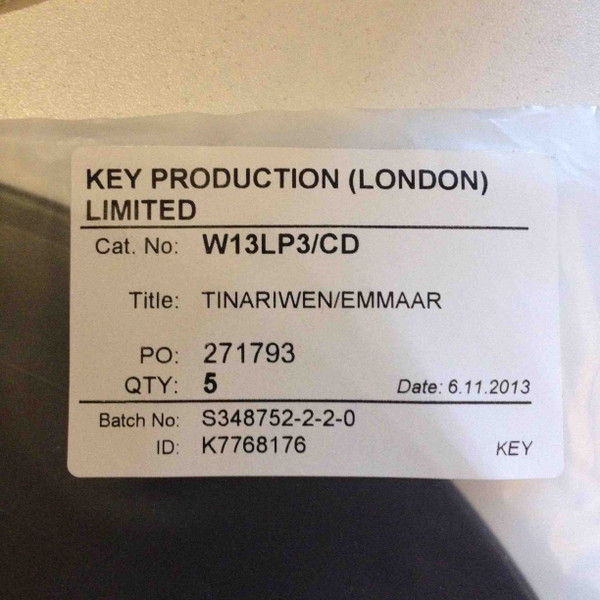 KEY PRODUCTION (LONDON)
LIMITED
Cat. No: W13LP3/CD
Title: TINARIWEN/EMMAAR
PO: 271793
QTY: 5 Date: 6.11.2013
Batch No: S348752-2-2-0
ID: K7768176 KEY